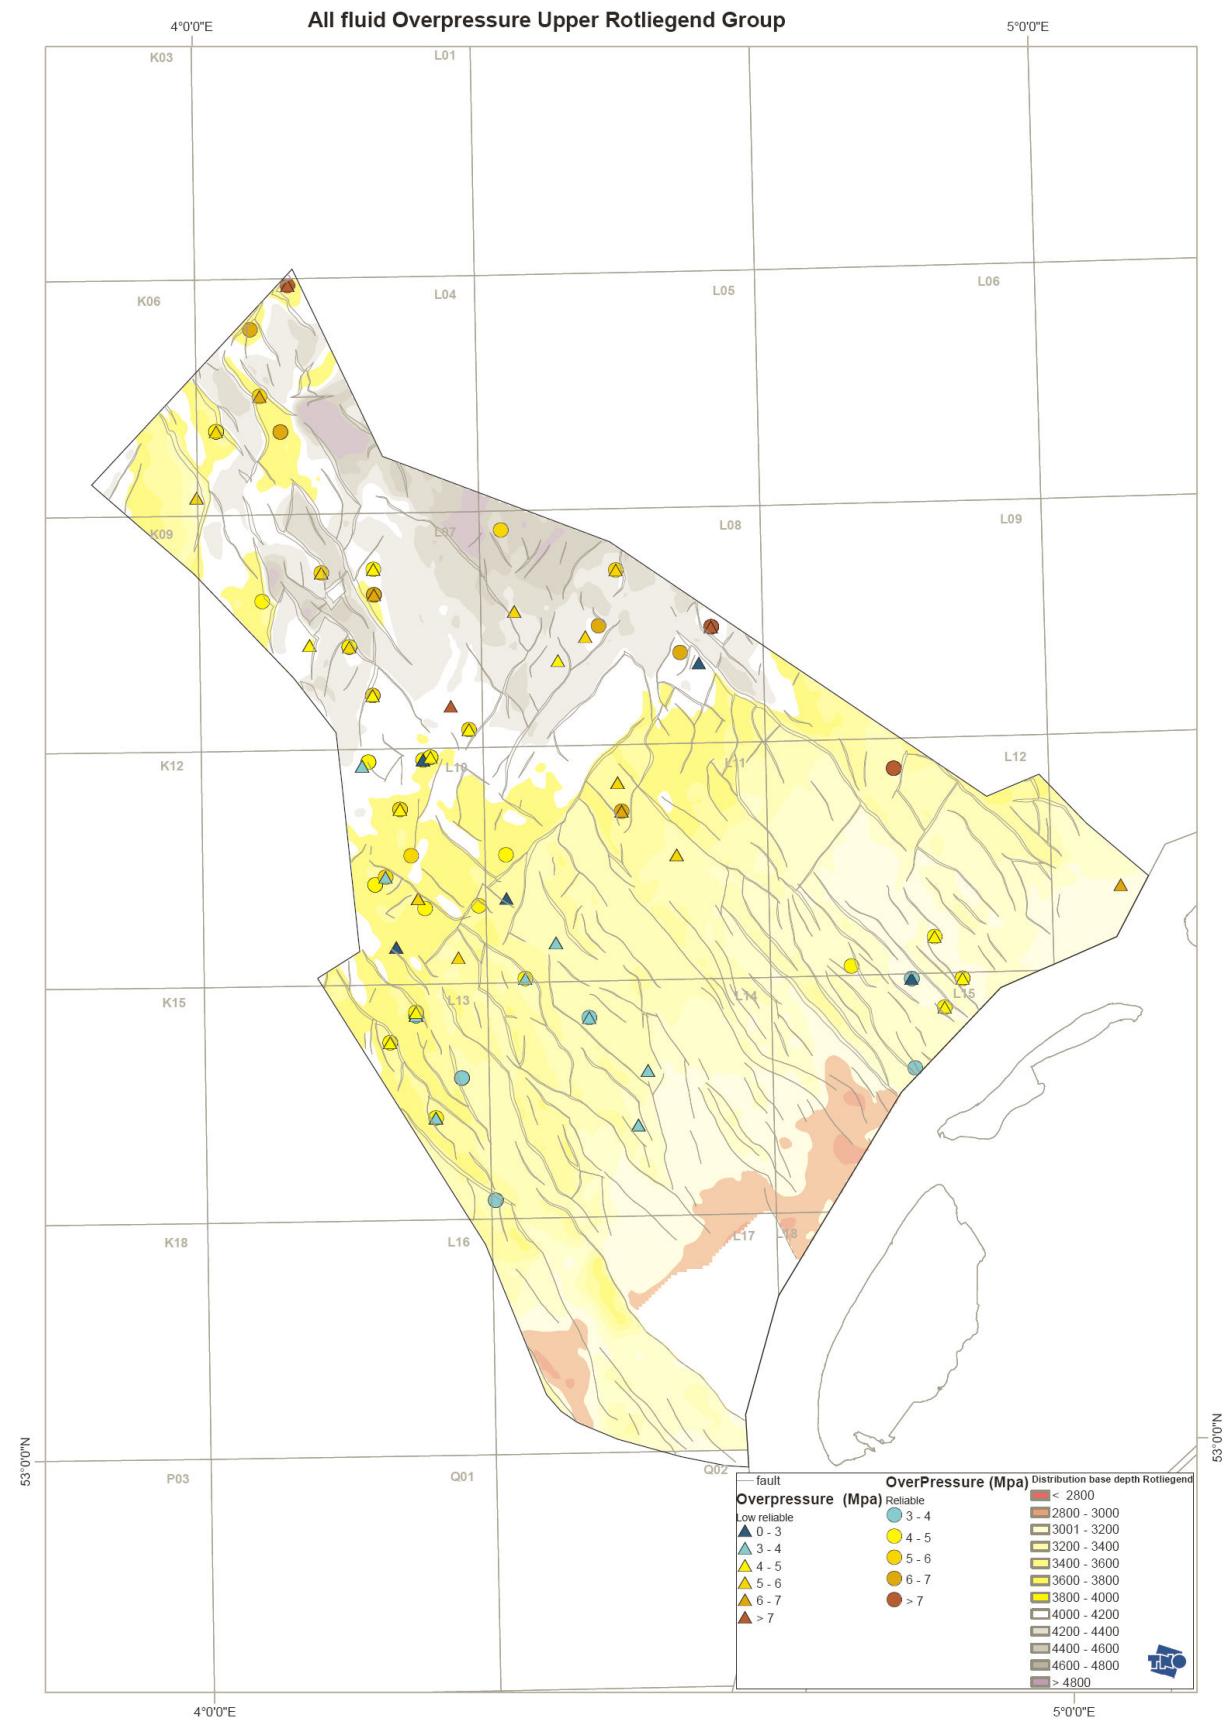 All fluid Overpressure Upper Rotliegend Group
4°0'0"E
5°0'0"E
K03
L01
K06
L04
L05
L06
K09
L07
L08
L09
K12
L10
L11
L12
K15
L13
L14
L15
K18
L16
L17
L18
53°0'0"N
53°0'0"N
P03
Q01
Q02
fault
Overpressure (Mpa)
Low reliable
0 - 3
3 - 4
4 - 5
5 - 6
6 - 7
> 7
OverPressure (Mpa)
Reliable
3 - 4
4 - 5
5 - 6
6 - 7
> 7
Distribution base depth Rotliegend
< 2800
2800 - 3000
3001 - 3200
3200 - 3400
3400 - 3600
3600 - 3800
3800 - 4000
4000 - 4200
4200 - 4400
4400 - 4600
4600 - 4800
> 4800
TNO
4°0'0"E
5°0'0"E